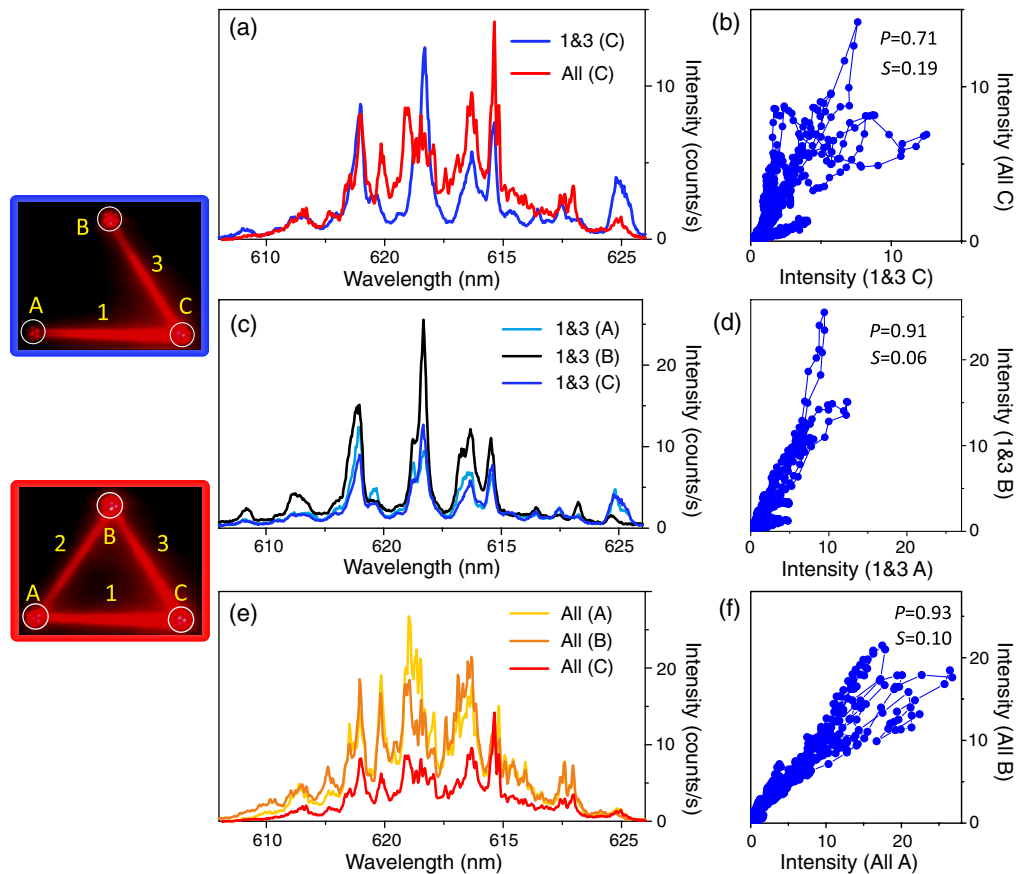 (a)
1&3 (C)
All (C)
10
0
Intensity (counts/s)
610
620
615
625
Wavelength (nm)
(b)
P=0.71
S=0.19
10
5
0
Intensity (All C)
0
5
10
Intensity (1&3 C)
B
3
A
1
C
(c)
1&3 (A)
1&3 (B)
1&3 (C)
20
10
0
Intensity (counts/s)
610
620
615
625
Wavelength (nm)
(d)
P=0.91
S=0.06
20
10
0
Intensity (1&3 B)
0
10
20
Intensity (1&3 A)
B
2
3
A
1
C
(e)
All (A)
All (B)
All (C)
20
10
0
Intensity (counts/s)
610
620
615
625
Wavelength (nm)
(f)
P=0.93
S=0.10
20
10
0
Intensity (All B)
0
10
20
Intensity (All A)